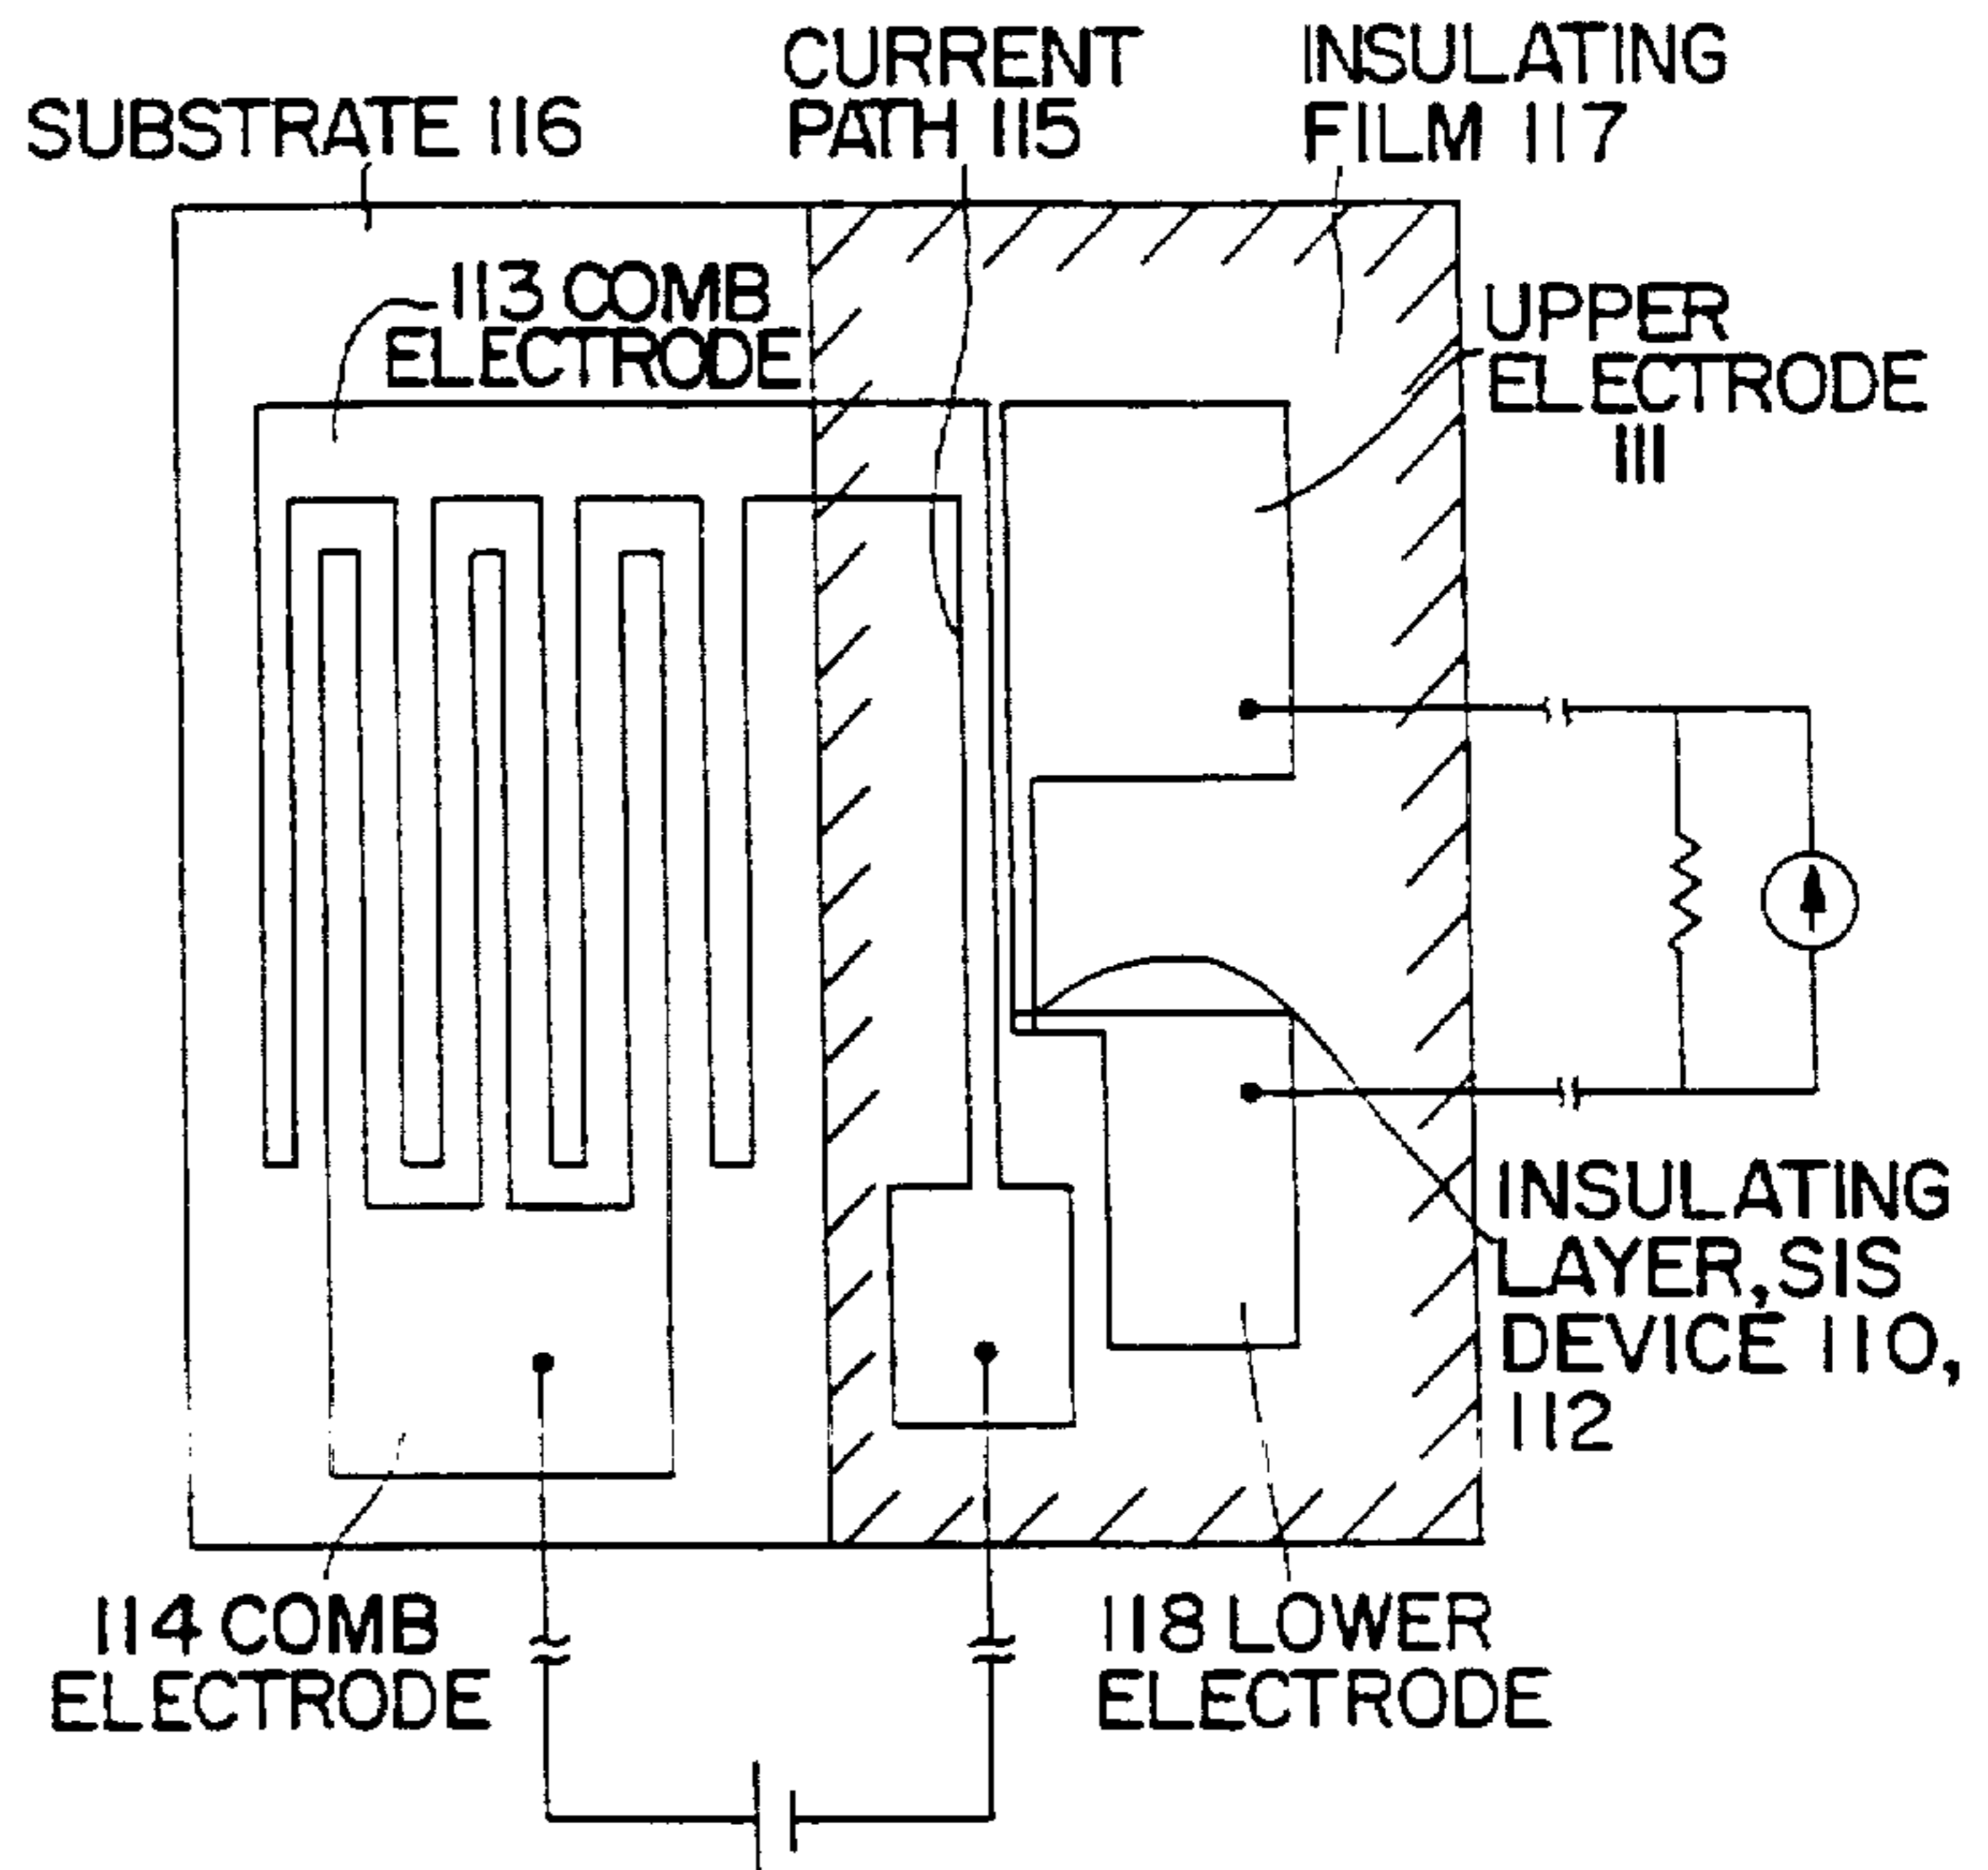 SUBSTRATE 116
CURRENT
PATH 115
INSULATING
FILM 117
113 COMB
ELECTRODE
UPPER
ELECTRODE
111
INSULATING
LAYER, SIS
DEVICE 110,
112
114 COMB
ELECTRODE
118 LOWER
ELECTRODE